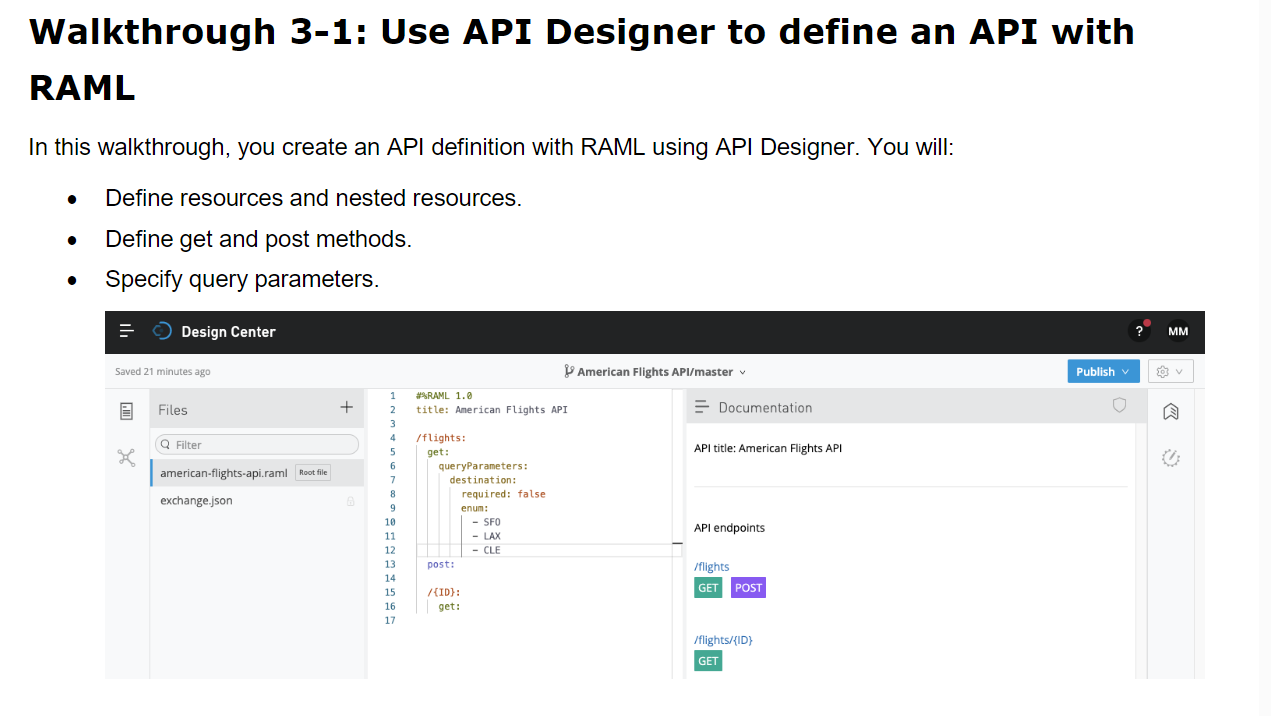 Walkthrough 3-1: Use API Designer to define an API with
RAML
In this walkthrough, you create an API definition with RAML using API Designer. You will:
• Define resources and nested resources.
• Define get and post methods.
• Specify query parameters.
Design Center
? MM
Saved 21 minutes ago
American Flights API/master
Publish
Files +
Filter
american-flights-api.raml Root file
exchange.json
1 #%RAML 1.0
2 title: American Flights API
3
4 /flights:
5 get:
6 queryParameters:
7 destination:
8 required: false
9 enum:
10 - SFO
11 - LAX
12 - CLE
13 post:
14
15 /{ID}:
16 get:
17
Documentation
API title: American Flights API
API endpoints
/flights
GET POST
/flights/{ID}
GET